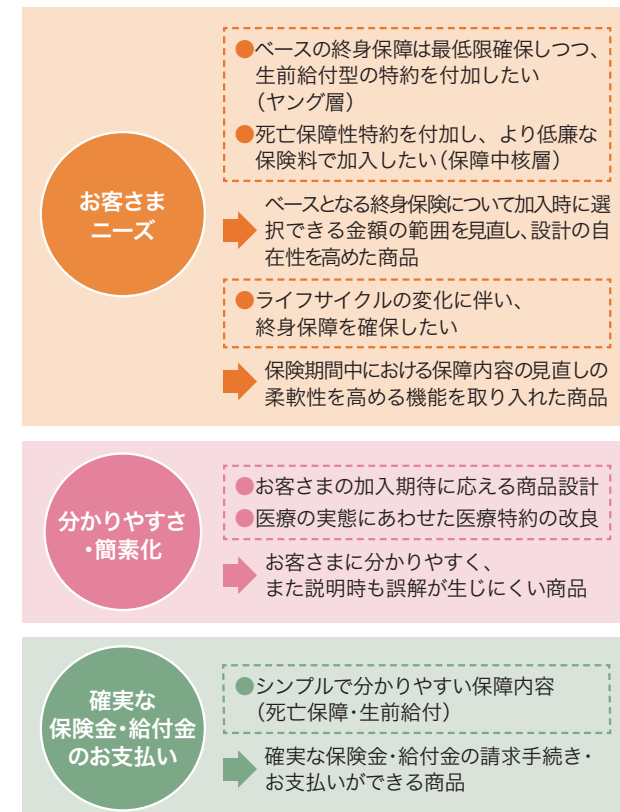 お客さま
ニーズ
●ベースの終身保障は最低限確保しつつ、
生前給付型の特約を付加したい
（ヤング層）
●死亡保障性特約を付加し、より低廉な
保険料で加入したい（保障中核層）
ベースとなる終身保険について加入時に選
択できる金額の範囲を見直し、設計の自
在性を高めた商品
●ライフサイクルの変化に伴い、
終身保障を確保したい
保険期間中における保障内容の見直しの
柔軟性を高める機能を取り入れた商品
分かりやすさ
・簡素化
●お客さまの加入期待に応える商品設計
●医療の実態にあわせた医療特約の改良
お客さまに分かりやすく、
また説明時も誤解が生じにくい商品
確実な
保険金・給付金
のお支払い
●シンプルで分かりやすい保障内容
（死亡保障・生前給付）
確実な保険金・給付金の請求手続き・
お支払いができる商品